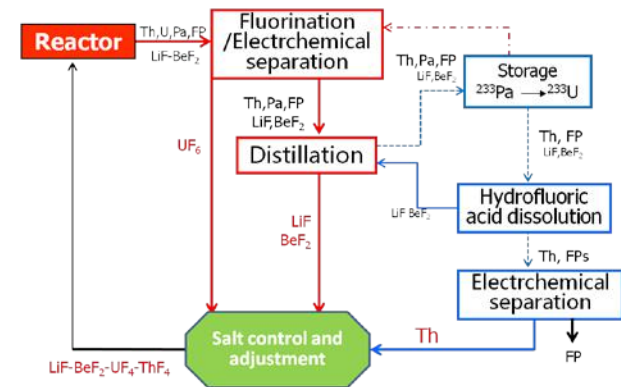 Reactor
Th,U,Pa,FP
LiF-BeF₂
Fluorination
/Electrchemical
separation
Th,Pa,FP
LiF,BeF₂
Storage
²³³Pa → ²³³U
Th,Pa,FP
LiF,BeF₂
UF₆
Distillation
Th, FP
LiF,BeF₂
LiF BeF₂
Hydrofluoric
acid dissolution
LiF
BeF₂
Th, FPs
Electrchemical
separation
Salt control and
adjustment
Th
FP
LiF-BeF₂-UF₄-ThF₄